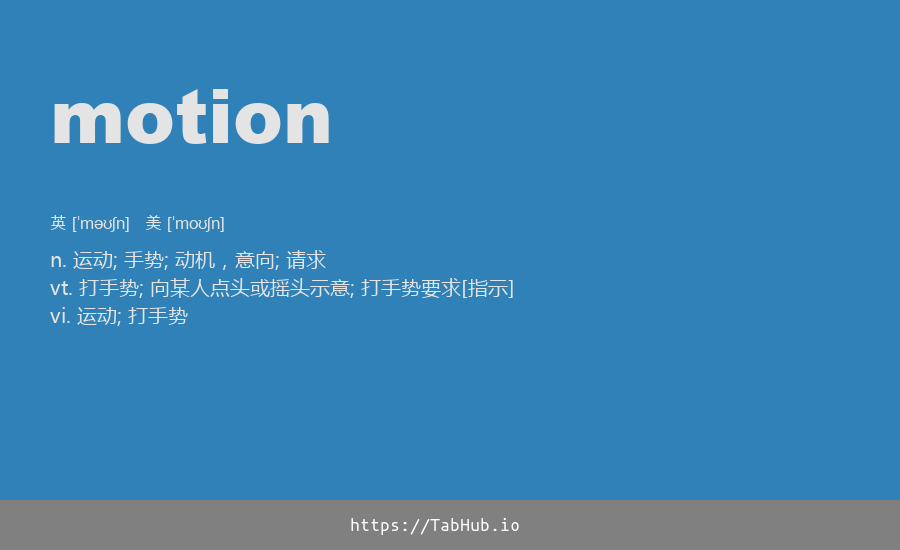 motion
英 [ˈməʊʃn] 美 [ˈmoʊʃn]
n. 运动; 手势; 动机，意向; 请求
vt. 打手势; 向某人点头或摇头示意; 打手势要求[指示]
vi. 运动; 打手势
https://TabHub.io